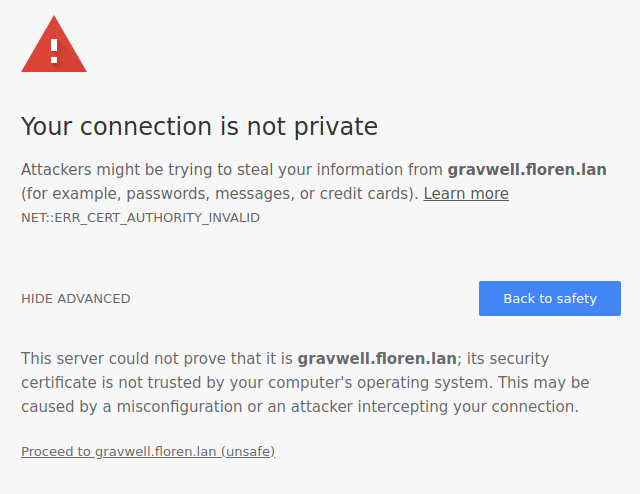 Your connection is not private
Attackers might be trying to steal your information from gravwell.floren.lan
(for example, passwords, messages, or credit cards). Learn more
NET::ERR_CERT_AUTHORITY_INVALID
HIDE ADVANCED
Back to safety
This server could not prove that it is gravwell.floren.lan; its security
certificate is not trusted by your computer's operating system. This may be
caused by a misconfiguration or an attacker intercepting your connection.
Proceed to gravwell.floren.lan (unsafe)